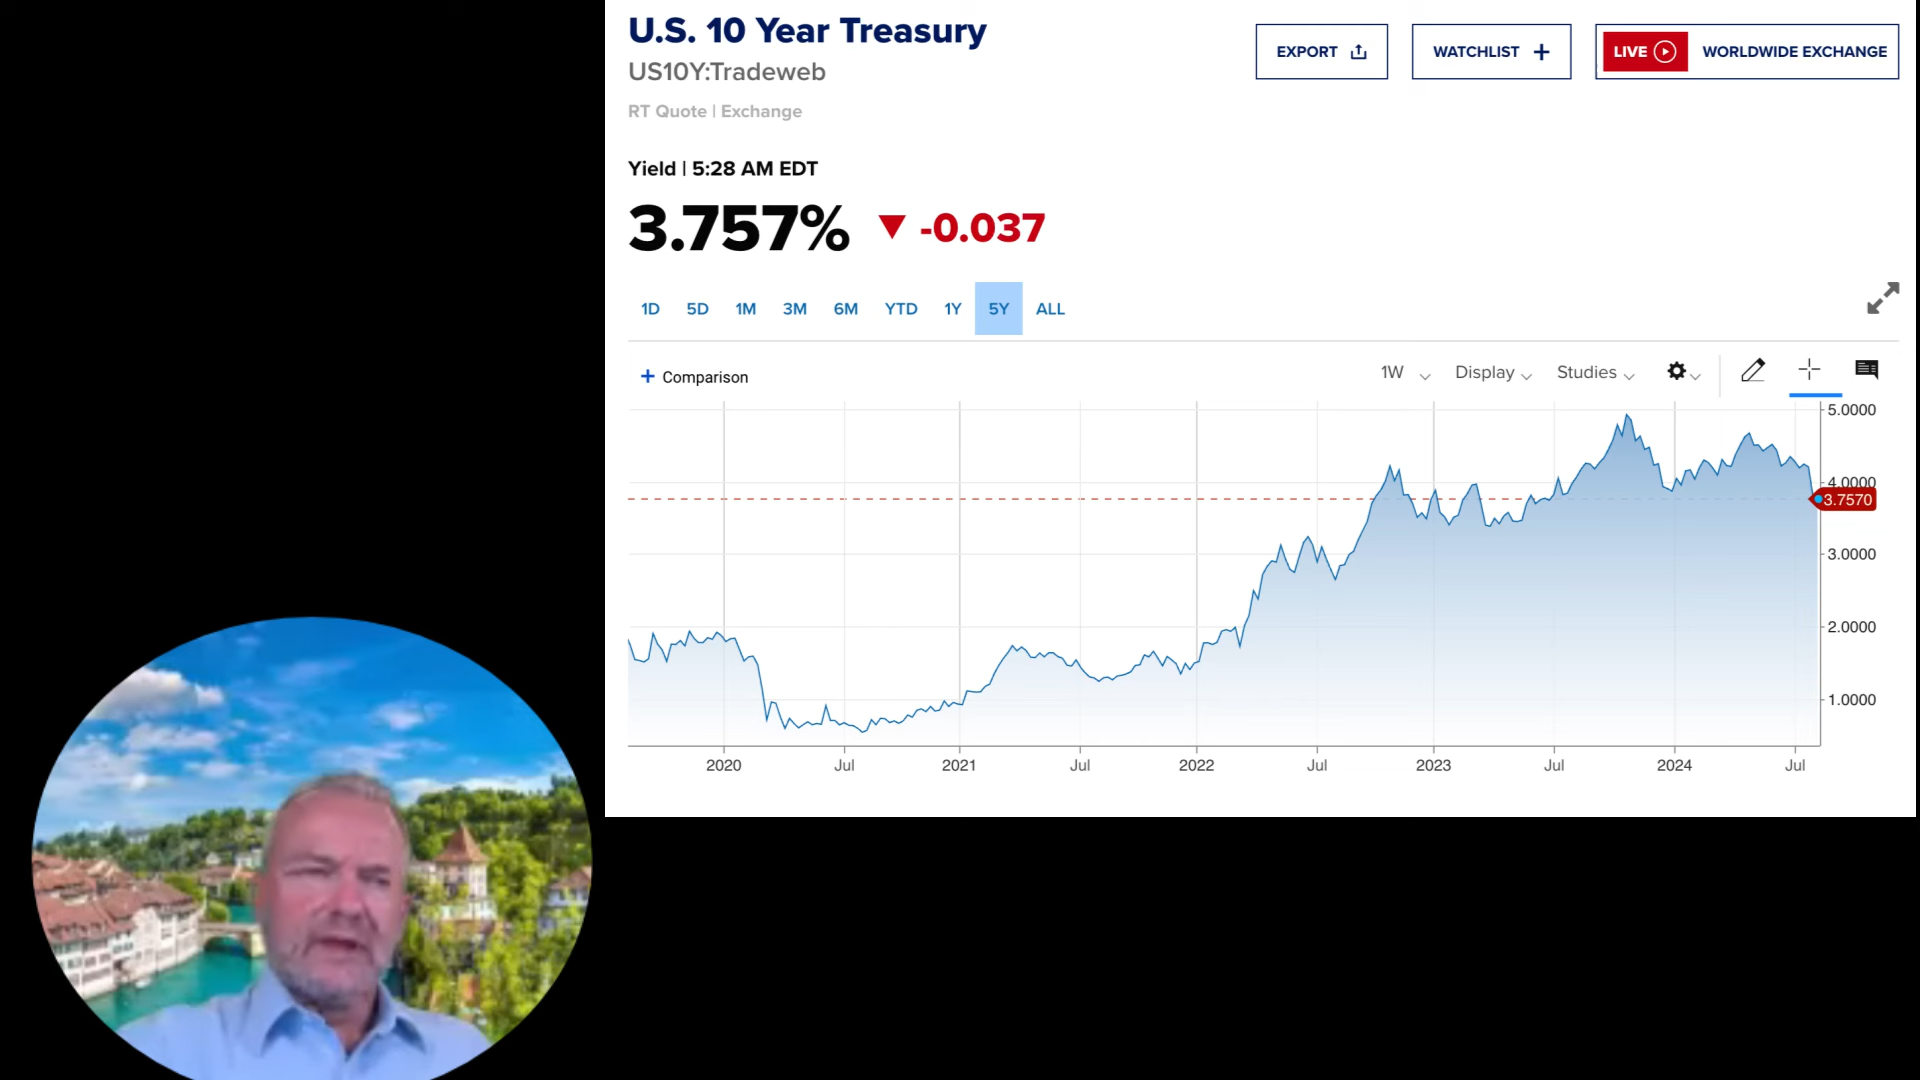 U.S. 10 Year Treasury
US10Y:Tradeweb
RT Quote | Exchange
EXPORT
WATCHLIST +
LIVE WORLDWIDE EXCHANGE
Yield | 5:28 AM EDT
3.757% ▼ -0.037
1D 5D 1M 3M 6M YTD 1Y 5Y ALL
+ Comparison
1W Display Studies
5.0000
4.0000
3.7570
3.0000
2.0000
1.0000
2020 Jul 2021 Jul 2022 Jul 2023 Jul 2024 Jul